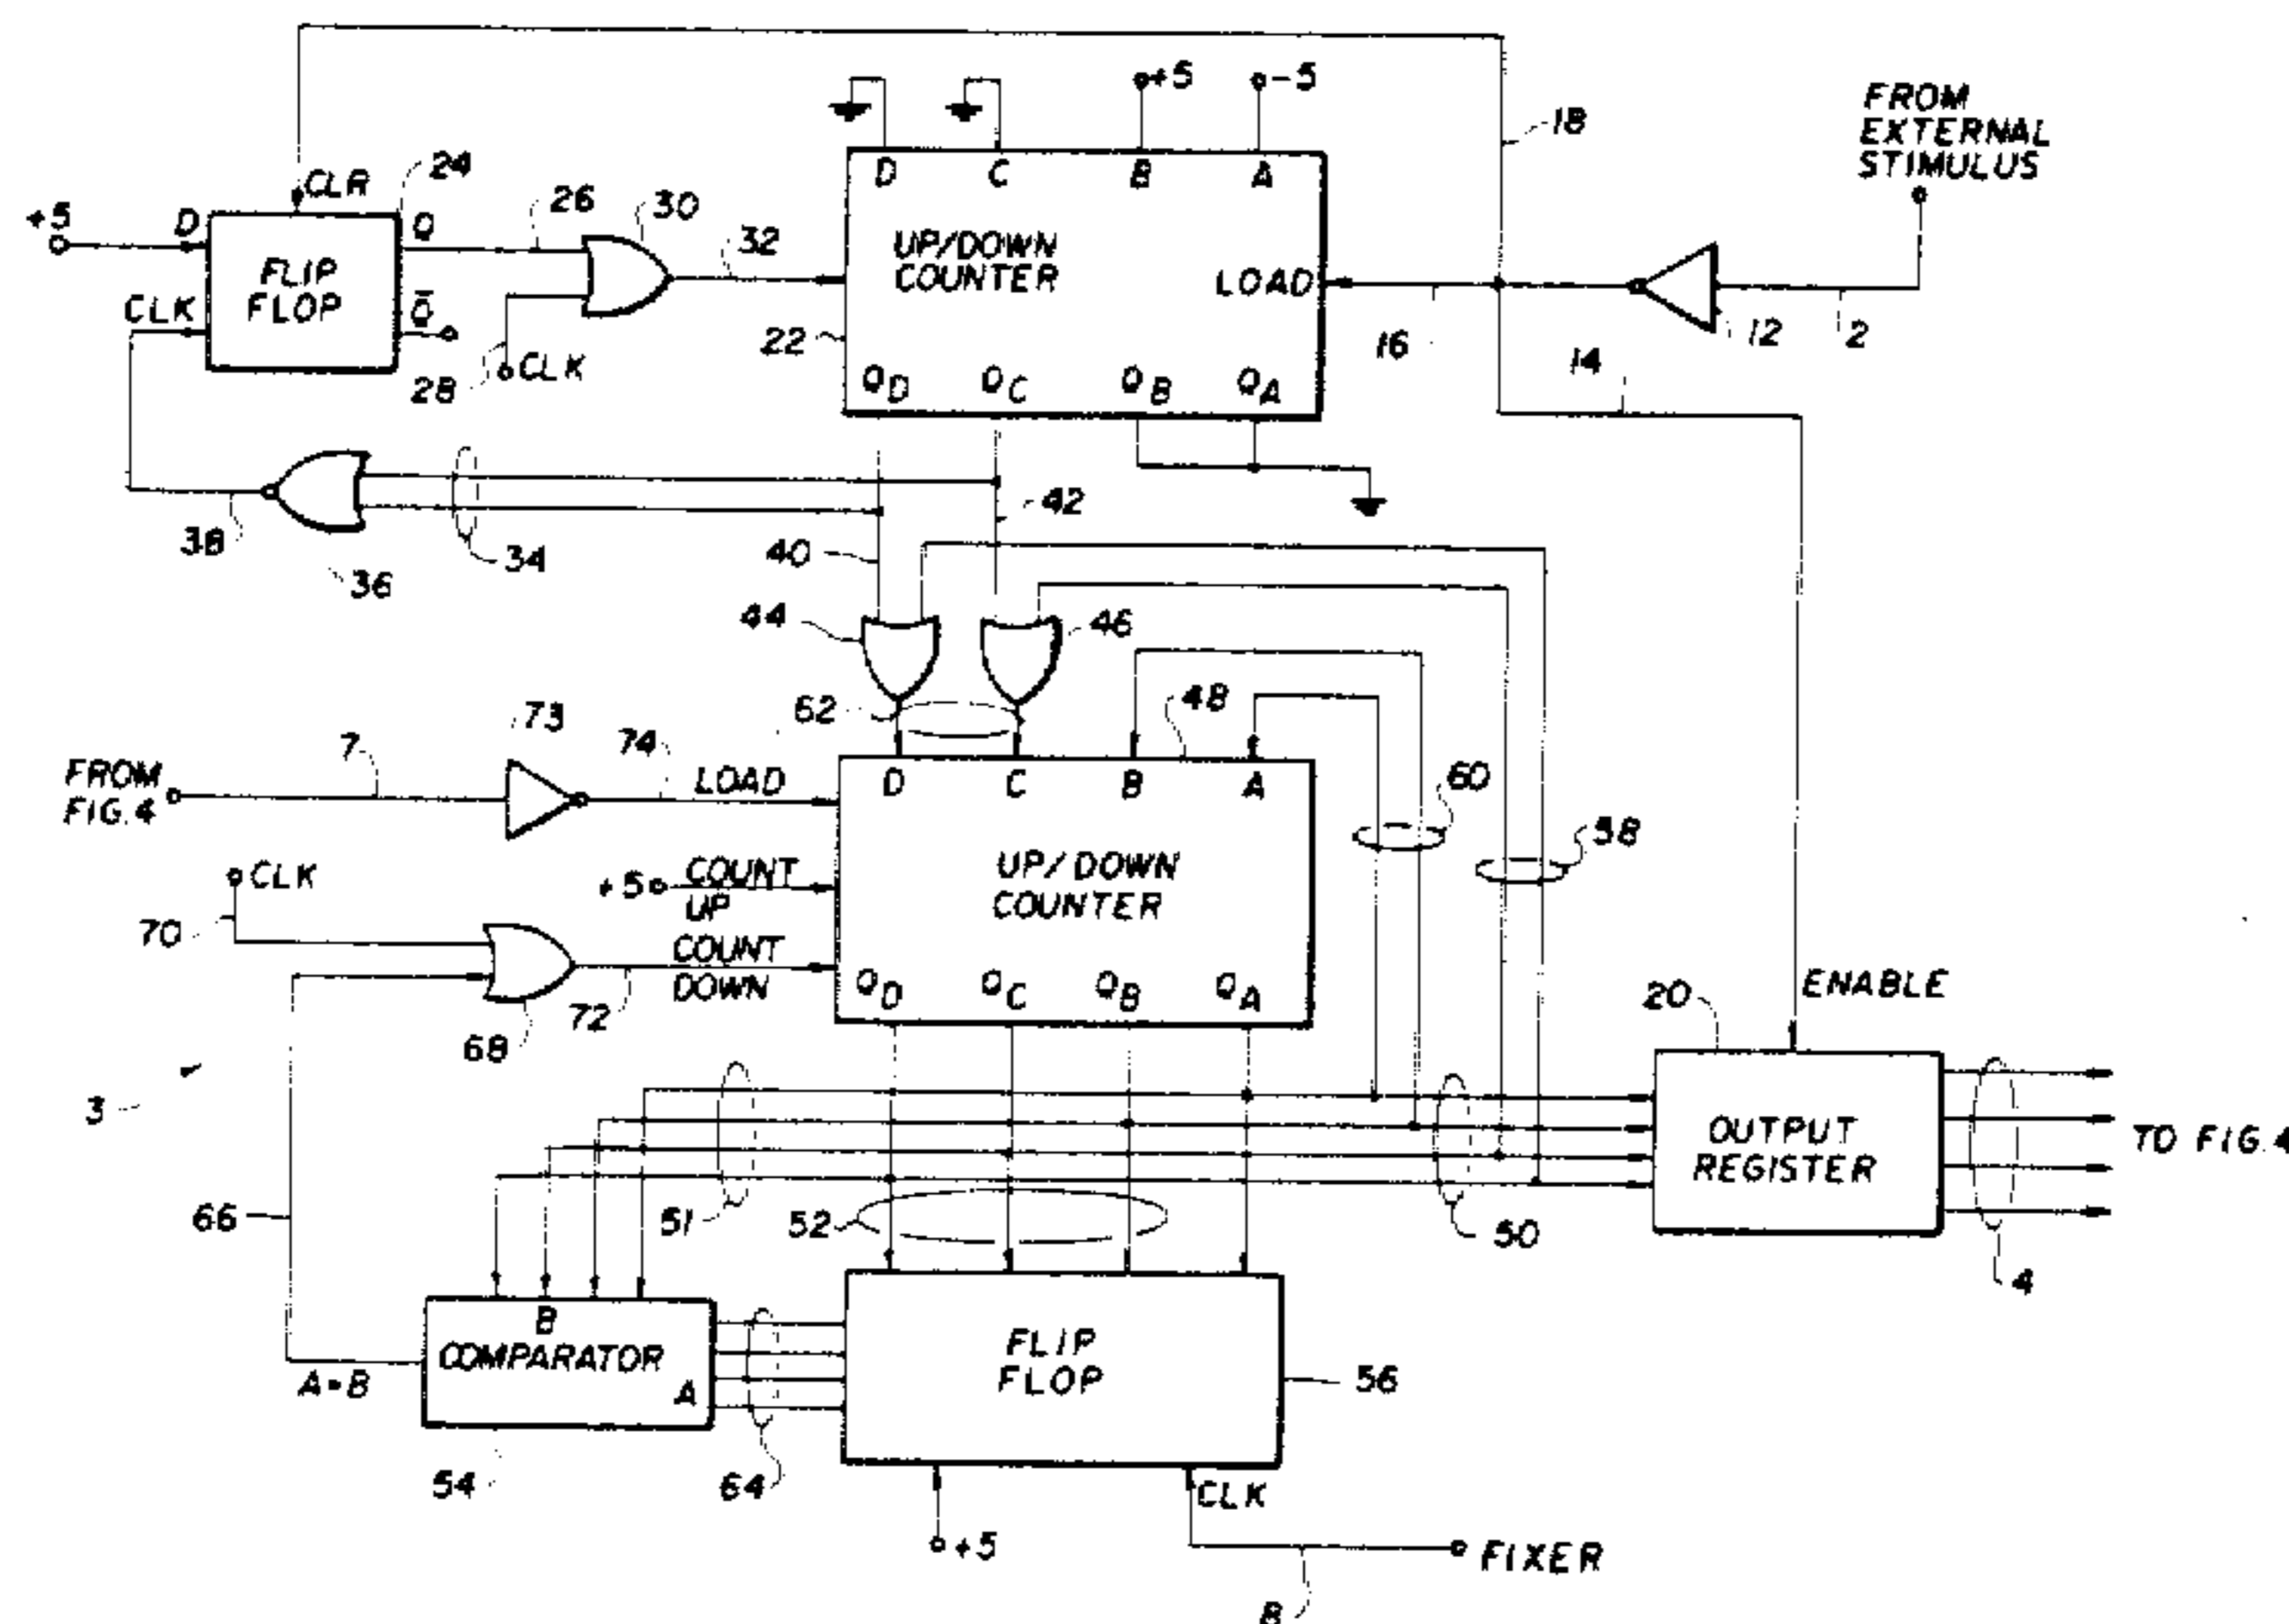 +5
-5
18
FROM
EXTERNAL
STIMULUS
24
CLR
+5
D
Q
26
30
32
D
C
B
A
FLIP
FLOP
UP/DOWN
COUNTER
LOAD
CLK
Q̅
22
16
12
2
28
CLK
14
QD
QC
QB
QA
38
34
42
40
36
44
46
48
62
73
74
7
FROM
FIG. 4
LOAD
D
C
B
A
60
58
CLK
+5
COUNT
UP
UP/DOWN
COUNTER
70
COUNT
DOWN
QD
QC
QB
QA
72
68
20
ENABLE
3
OUTPUT
REGISTER
TO FIG. 4
66
51
52
50
4
B
COMPARATOR
A
A=B
FLIP
FLOP
56
54
64
CLK
+5
FIXER
8